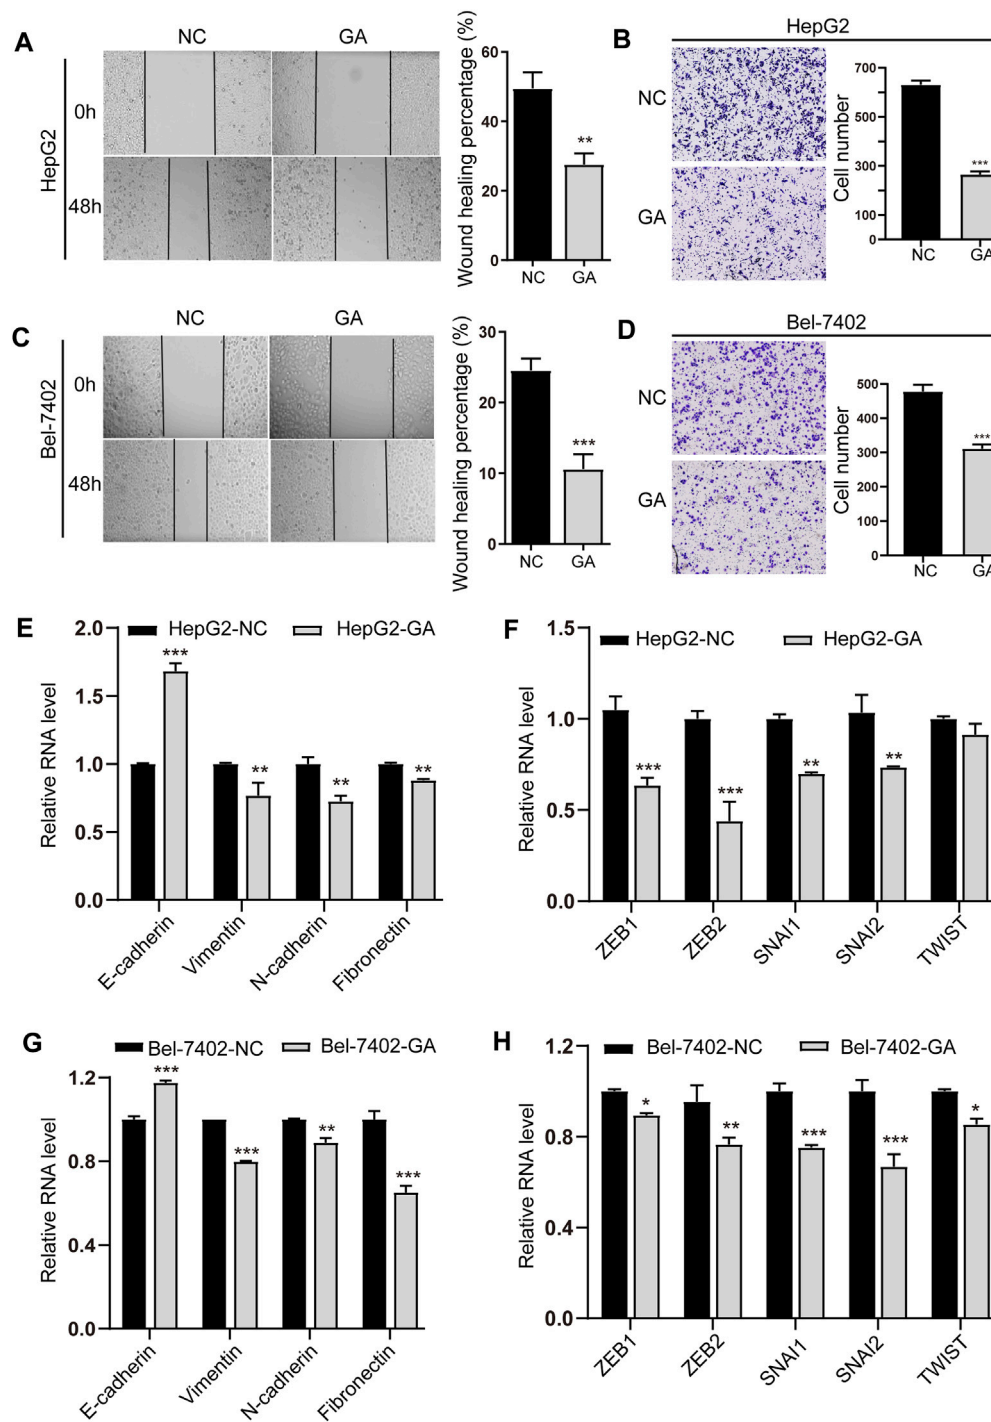 A
NC
GA
HepG2
0h
48h
Wound healing percentage (%)
60
40
20
0
**
NC
GA
B
HepG2
NC
GA
Cell number
700
500
300
100
0
***
NC
GA
C
NC
GA
Bel-7402
0h
48h
Wound healing percentage (%)
30
20
10
0
***
NC
GA
D
Bel-7402
NC
GA
Cell number
500
400
300
200
100
0
***
NC
GA
E
HepG2-NC
HepG2-GA
Relative RNA level
2.0
1.5
1.0
0.5
0.0
***
**
**
**
E-cadherin
Vimentin
N-cadherin
Fibronectin
F
HepG2-NC
HepG2-GA
Relative RNA level
1.5
1.0
0.5
0.0
***
***
**
**
ZEB1
ZEB2
SNAI1
SNAI2
TWIST
G
Bel-7402-NC
Bel-7402-GA
Relative RNA level
1.2
0.8
0.4
0.0
***
***
**
***
E-cadherin
Vimentin
N-cadherin
Fibronectin
H
Bel-7402-NC
Bel-7402-GA
Relative RNA level
1.2
0.8
0.4
0.0
*
**
***
***
*
ZEB1
ZEB2
SNAI1
SNAI2
TWIST